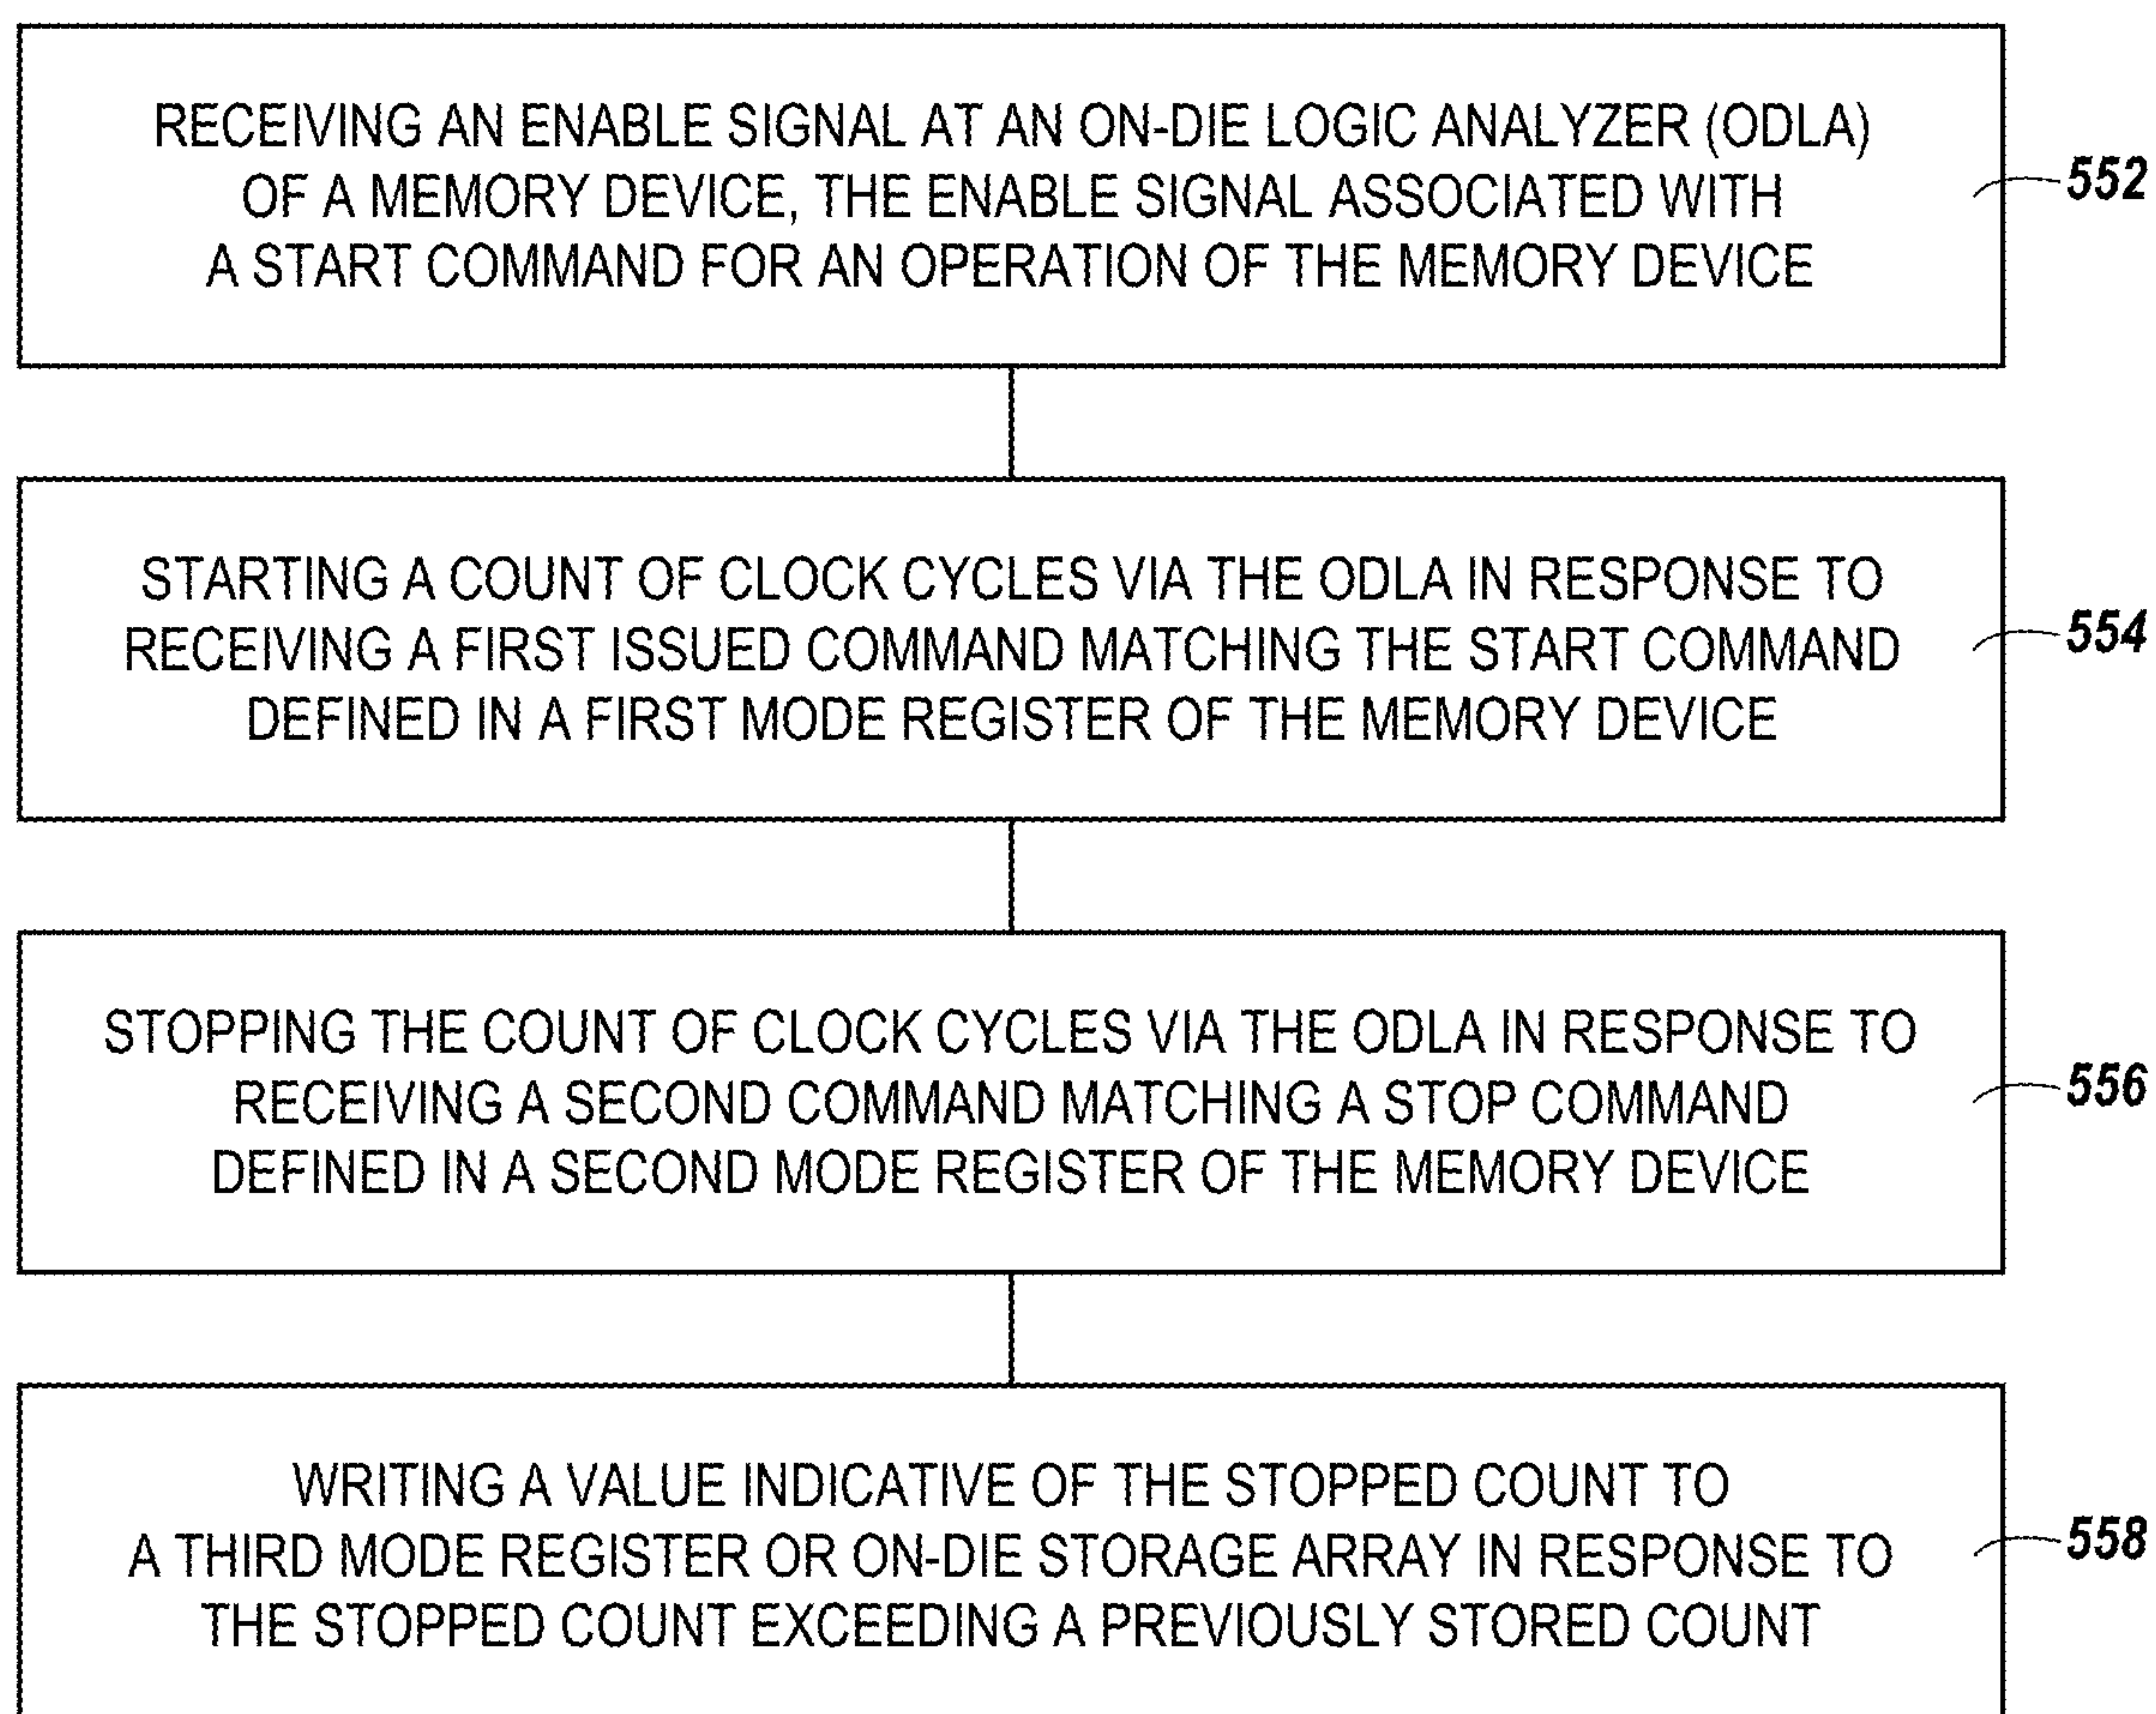 RECEIVING AN ENABLE SIGNAL AT AN ON-DIE LOGIC ANALYZER (ODLA)
OF A MEMORY DEVICE, THE ENABLE SIGNAL ASSOCIATED WITH
A START COMMAND FOR AN OPERATION OF THE MEMORY DEVICE
552
STARTING A COUNT OF CLOCK CYCLES VIA THE ODLA IN RESPONSE TO
RECEIVING A FIRST ISSUED COMMAND MATCHING THE START COMMAND
DEFINED IN A FIRST MODE REGISTER OF THE MEMORY DEVICE
554
STOPPING THE COUNT OF CLOCK CYCLES VIA THE ODLA IN RESPONSE TO
RECEIVING A SECOND COMMAND MATCHING A STOP COMMAND
DEFINED IN A SECOND MODE REGISTER OF THE MEMORY DEVICE
556
WRITING A VALUE INDICATIVE OF THE STOPPED COUNT TO
A THIRD MODE REGISTER OR ON-DIE STORAGE ARRAY IN RESPONSE TO
THE STOPPED COUNT EXCEEDING A PREVIOUSLY STORED COUNT
558